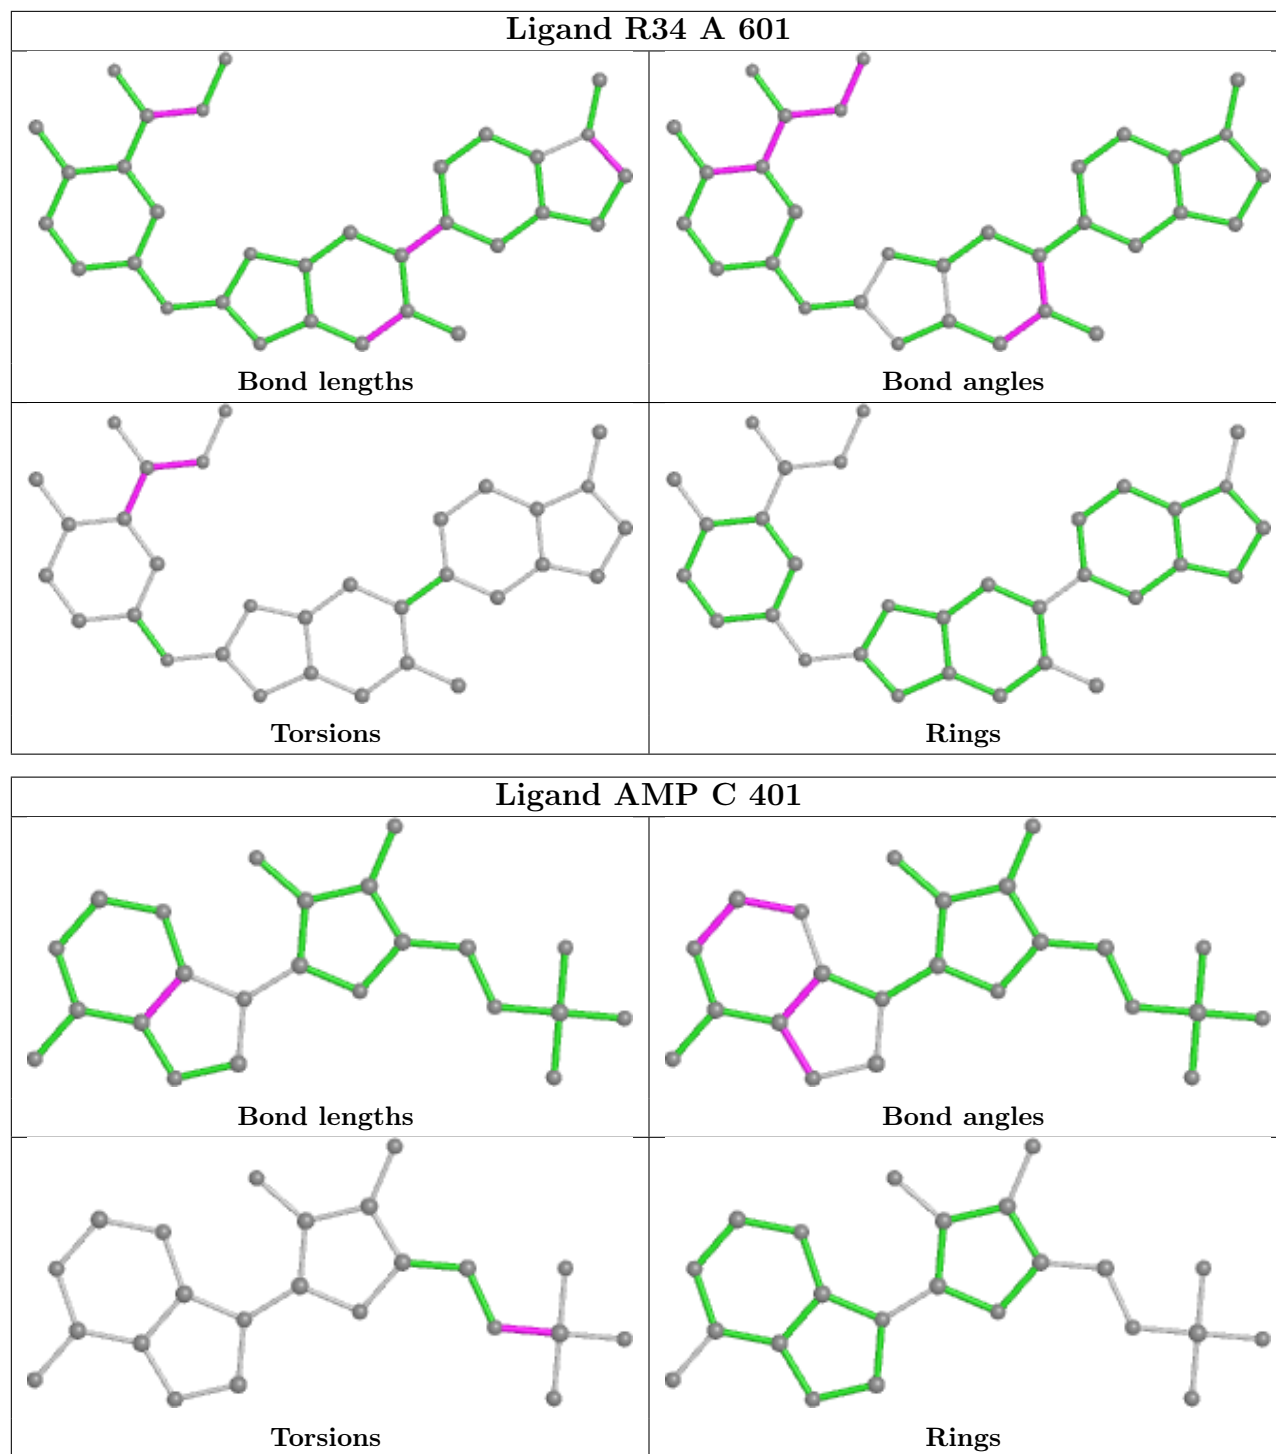 Ligand R34 A 601
Bond lengths
Bond angles
Torsions
Rings
Ligand AMP C 401
Bond lengths
Bond angles
Torsions
Rings